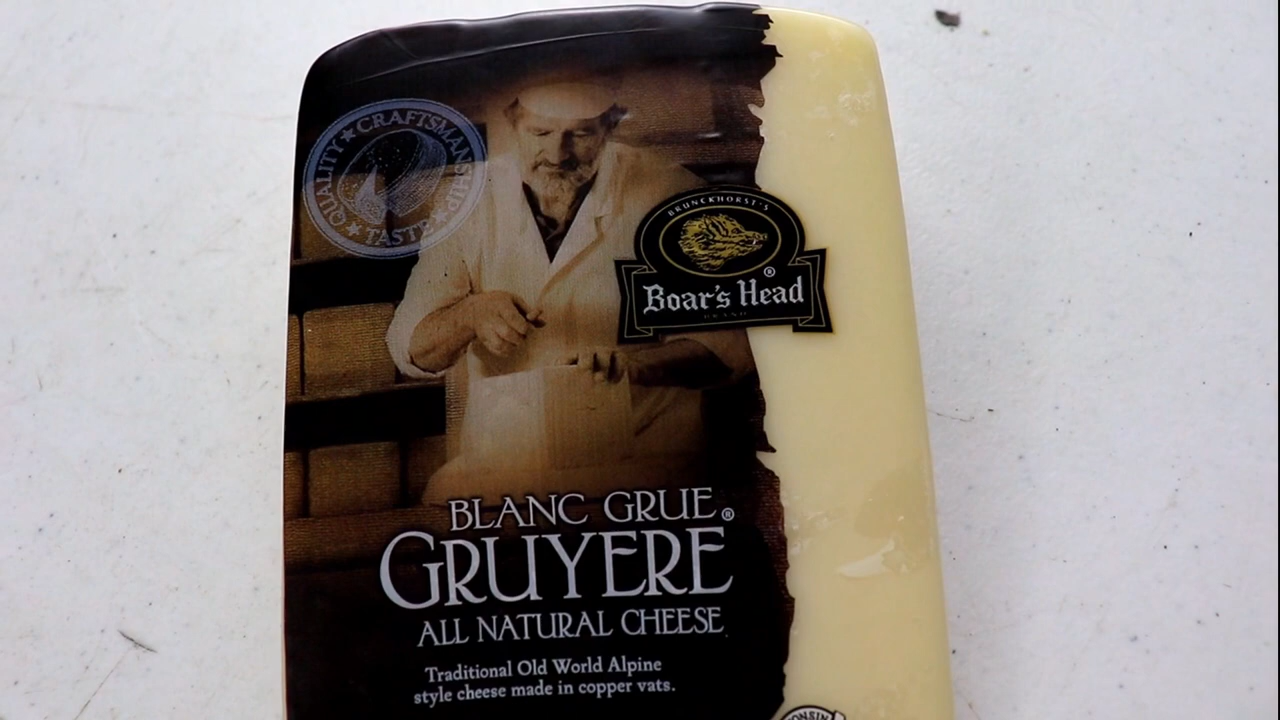 QUALITY ★ CRAFTSMANSHIP ★ TASTE ★
BRUNCKHORST'S
Boar's Head®
BRAND
BLANC GRUE®
GRUYERE
ALL NATURAL CHEESE
Traditional Old World Alpine
style cheese made in copper vats.